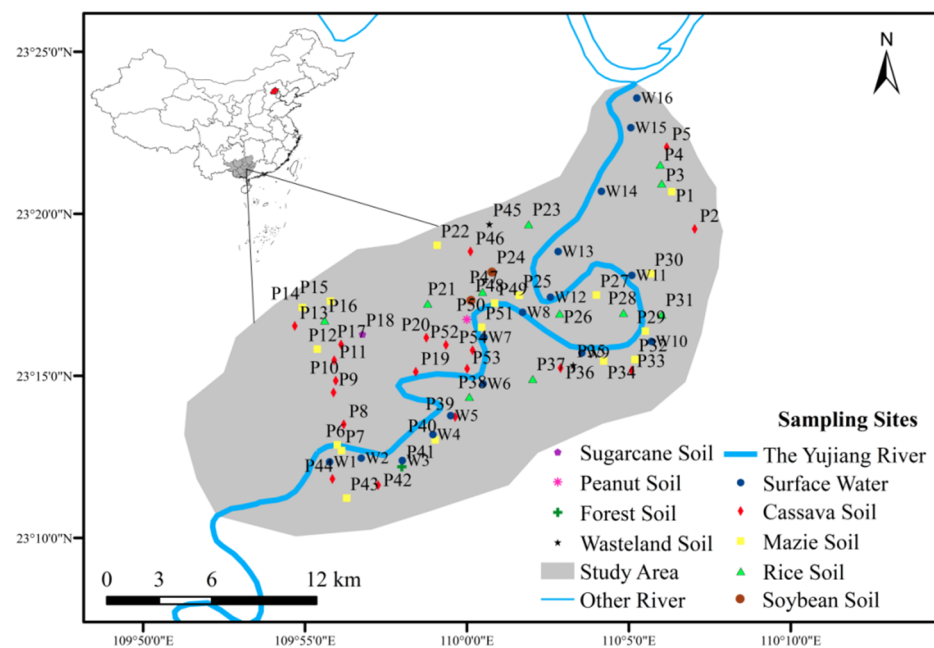 23°25'0"N
N
W16
W15
P5
P4
P3
23°20'0"N
W14
P1
P45
P23
P2
P46
P22
W13
P24
P30
W11
P47
P25
P27
P48
P49
W12
P15
P14
P21
P28
P31
P16
P50
P13
P51
W8
P26
P29
P17
P18
P20
P52
P54
W7
W10
P12
P32
P35
W9
P11
P53
P33
23°15'0"N
P10
P19
P37
P36
P34
P9
P38
W6
P39
P8
W5
P40
P6
W4
P7
Sampling Sites
P41
P44
W1
W2
W3
Sugarcane Soil
The Yujiang River
P43
P42
Peanut Soil
Surface Water
Forest Soil
Cassava Soil
23°10'0"N
Wasteland Soil
Mazie Soil
0 3 6 12 km
Study Area
Rice Soil
Other River
Soybean Soil
109°50'0"E 109°55'0"E 110°0'0"E 110°5'0"E 110°10'0"E